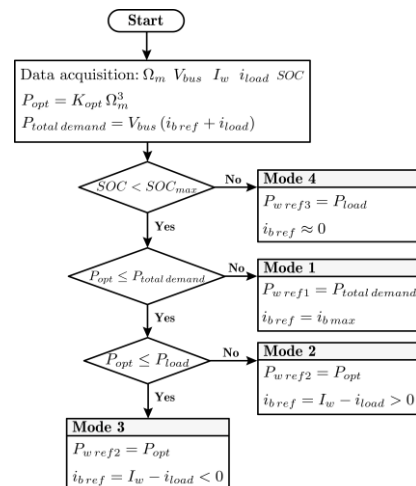 Start
Data acquisition: Ωₘ V_bus I_w i_load SOC
P_opt = K_opt Ωₘ³
P_total demand = V_bus (i_b ref + i_load)
SOC < SOC_max
No
Yes
Mode 4
P_w ref3 = P_load
i_b ref ≈ 0
P_opt ≤ P_total demand
No
Yes
Mode 1
P_w ref1 = P_total demand
i_b ref = i_b max
P_opt ≤ P_load
No
Yes
Mode 2
P_w ref2 = P_opt
i_b ref = I_w − i_load > 0
Mode 3
P_w ref2 = P_opt
i_b ref = I_w − i_load < 0